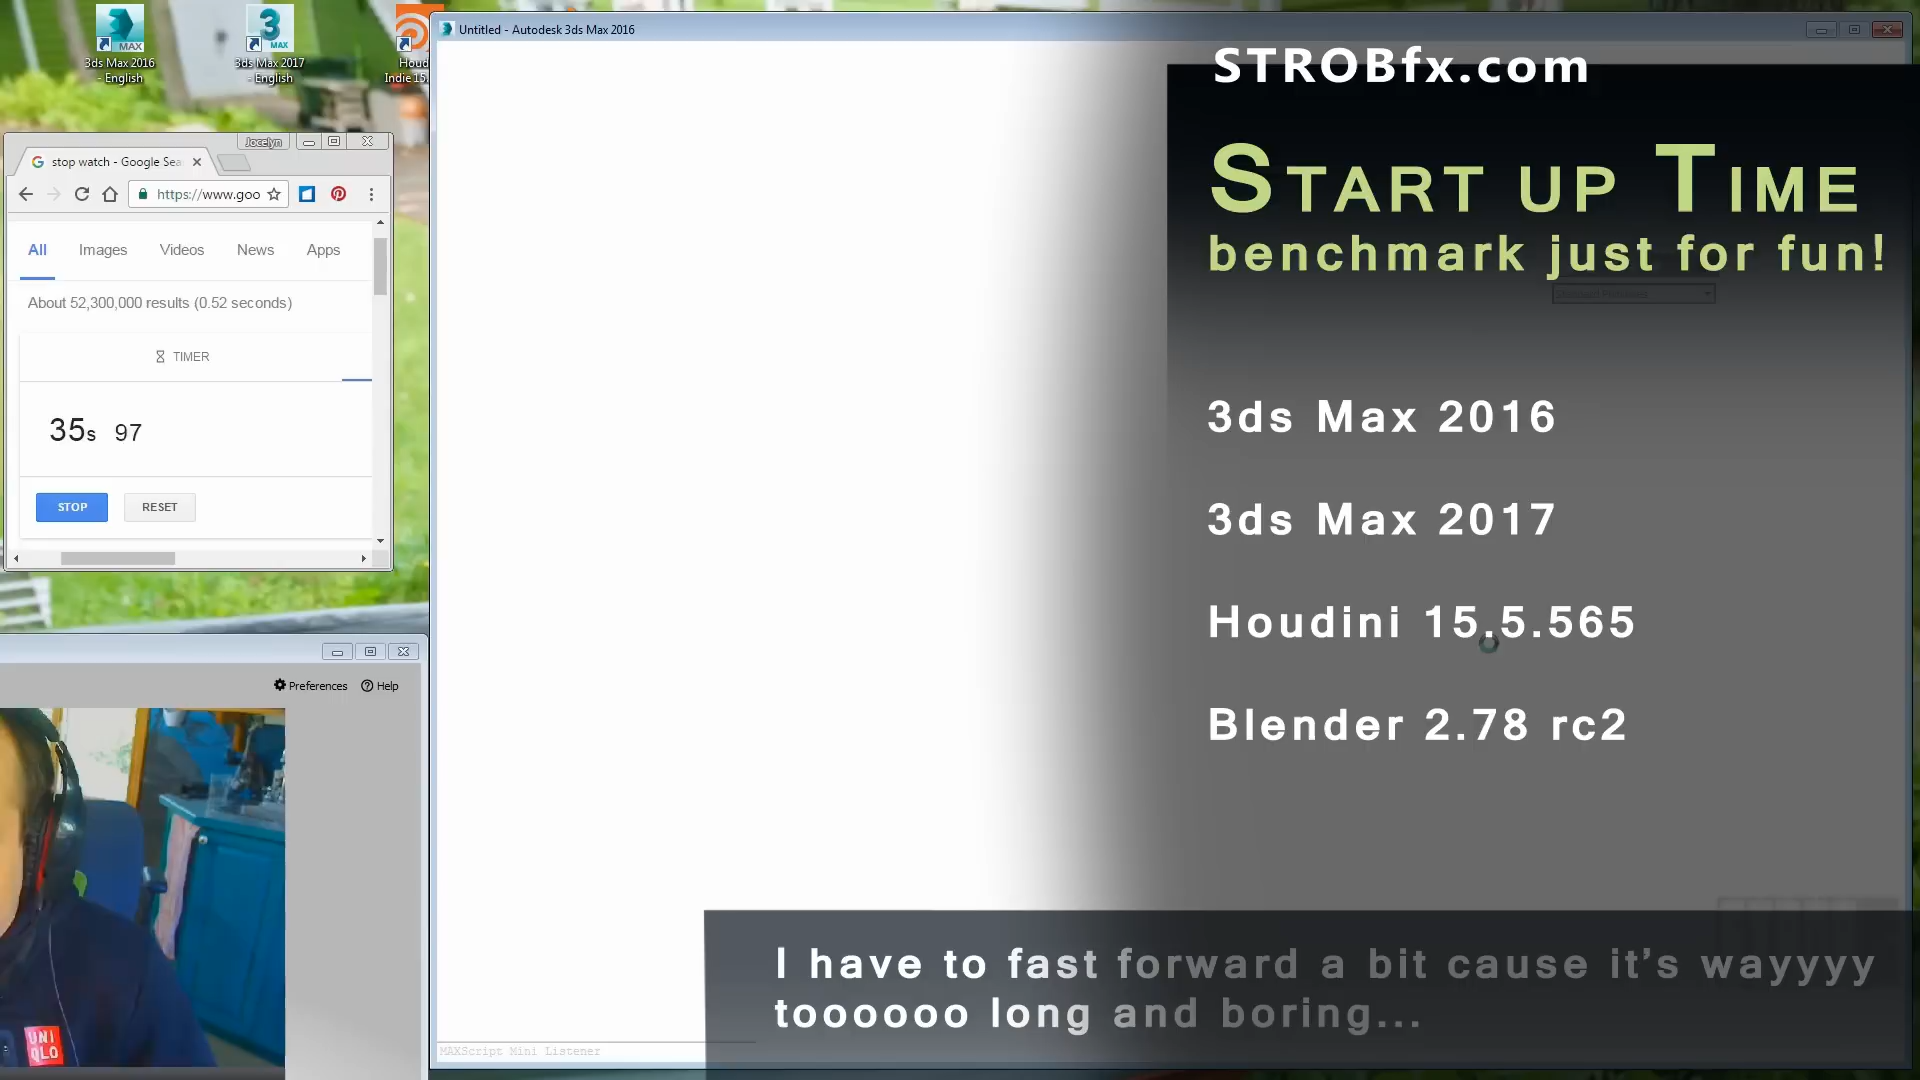 3ds Max 2016
- English
3ds Max 2017
- English
Houd
Indie 15.
Untitled - Autodesk 3ds Max 2016
STROBfx.com
START UP TIME
benchmark just for fun!
3ds Max 2016
3ds Max 2017
Houdini 15.5.565
Blender 2.78 rc2
Jocelyn
stop watch - Google Sea
https://www.goo
All Images Videos News Apps
About 52,300,000 results (0.52 seconds)
TIMER
35s 97
STOP RESET
Preferences Help
UNI
QLO
I have to fast forward a bit cause it's wayyyy
toooooo long and boring...
MAXScript Mini Listener